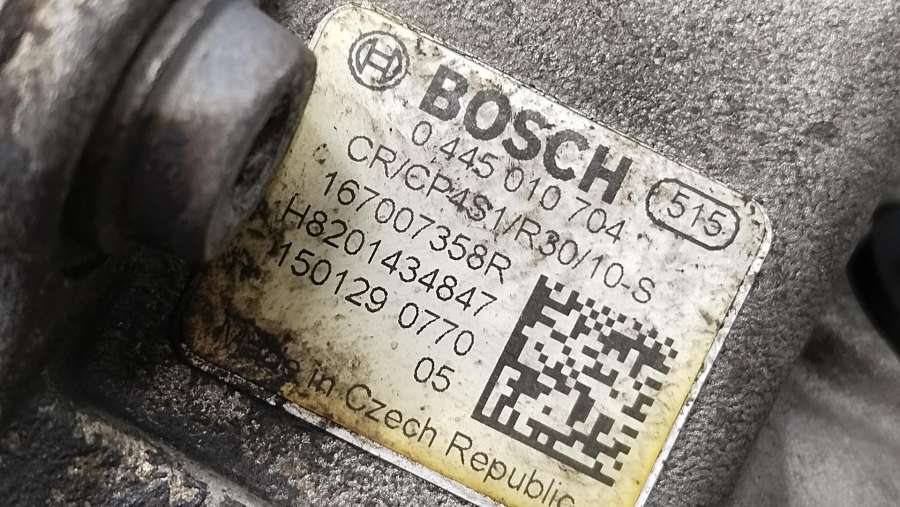 BOSCH
0 445 010 704 515
CR/CP4S1/R30/10-S
167007358R
H8201434847
150129 0770
05
in Czech Republic